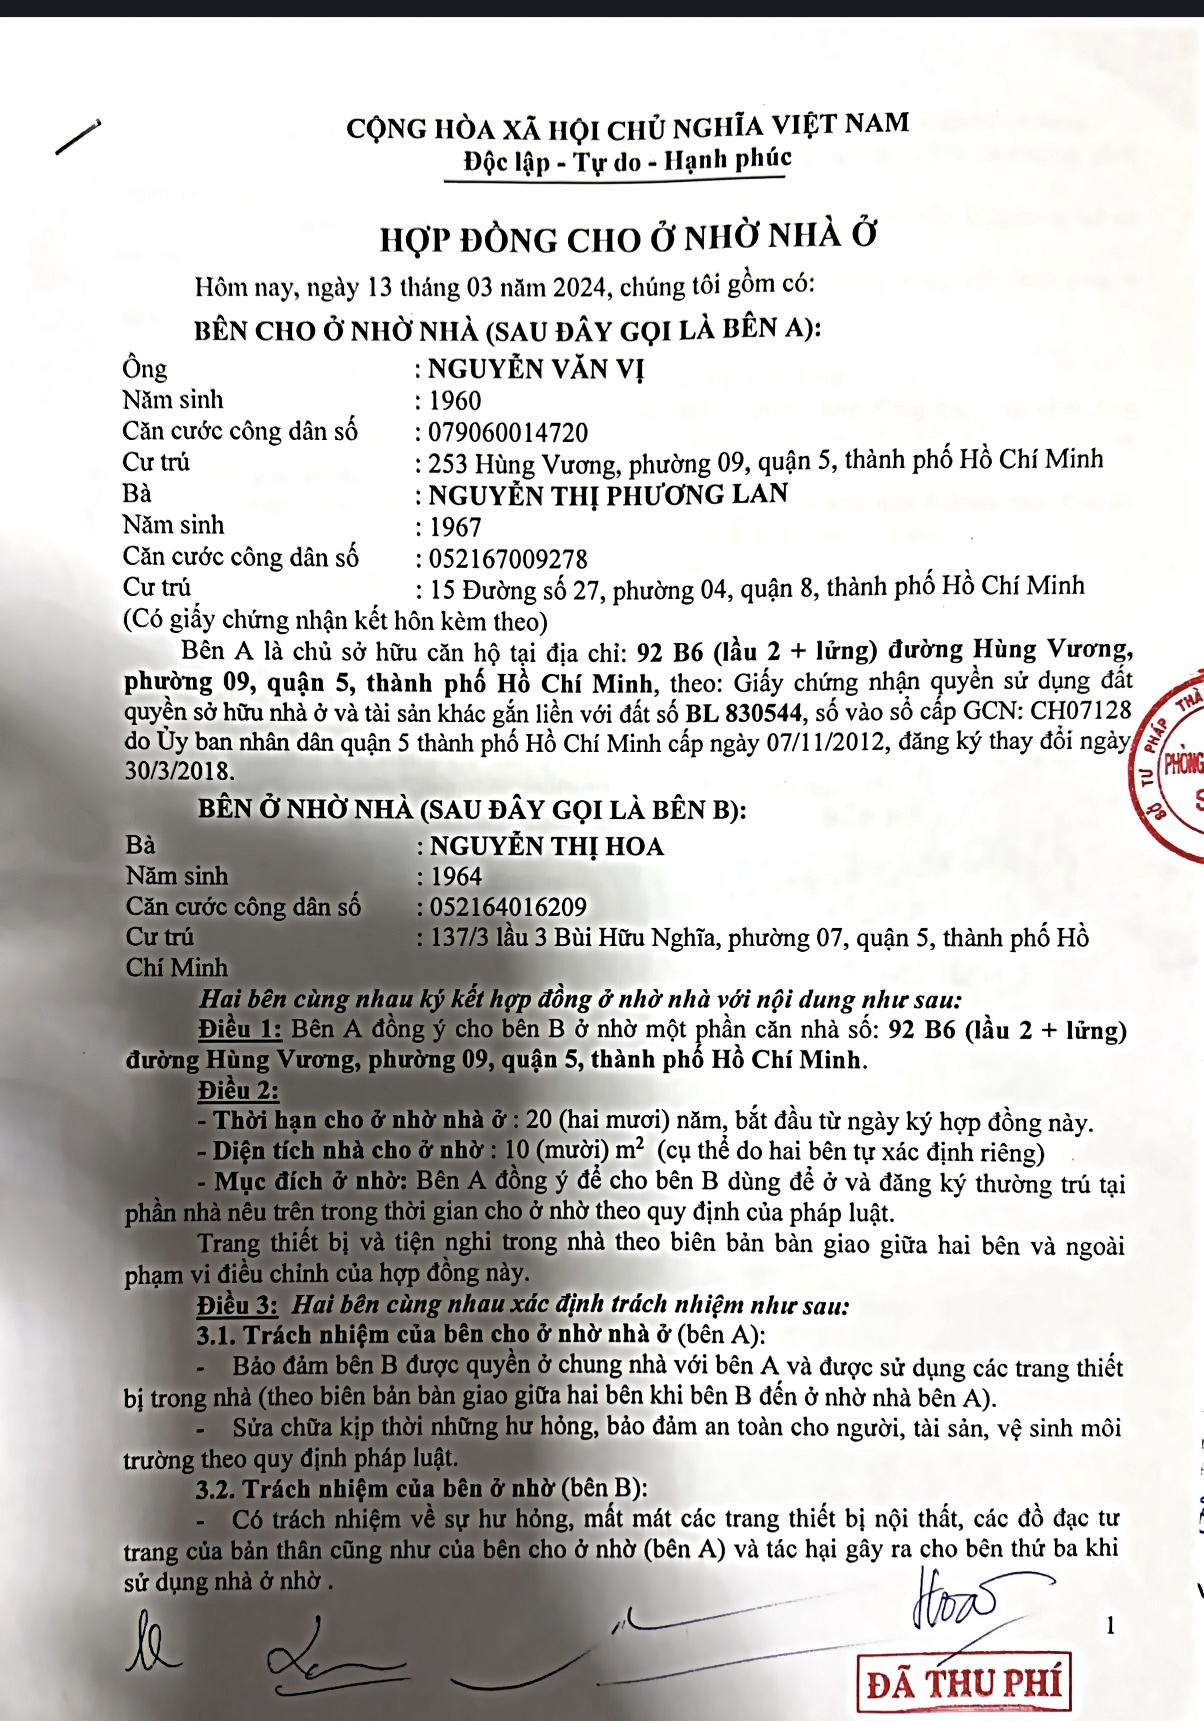 CỘNG HÒA XÃ HỘI CHỦ NGHĨA VIỆT NAM
Độc lập - Tự do - Hạnh phúc
HỢP ĐỒNG CHO Ở NHỜ NHÀ Ở
Hôm nay, ngày 13 tháng 03 năm 2024, chúng tôi gồm có:
BÊN CHO Ở NHỜ NHÀ (SAU ĐÂY GỌI LÀ BÊN A):
Ông : NGUYỄN VĂN VỊ
Năm sinh : 1960
Căn cước công dân số : 079060014720
Cư trú : 253 Hùng Vương, phường 09, quận 5, thành phố Hồ Chí Minh
Bà : NGUYỄN THỊ PHƯƠNG LAN
Năm sinh : 1967
Căn cước công dân số : 052167009278
Cư trú : 15 Đường số 27, phường 04, quận 8, thành phố Hồ Chí Minh
(Có giấy chứng nhận kết hôn kèm theo)
Bên A là chủ sở hữu căn hộ tại địa chỉ: 92 B6 (lầu 2 + lửng) đường Hùng Vương,
phường 09, quận 5, thành phố Hồ Chí Minh, theo: Giấy chứng nhận quyền sử dụng đất
quyền sở hữu nhà ở và tài sản khác gắn liền với đất số BL 830544, số vào sổ cấp GCN: CH07128
do Ủy ban nhân dân quận 5 thành phố Hồ Chí Minh cấp ngày 07/11/2012, đăng ký thay đổi ngày
30/3/2018.
SỞ TƯ PHÁP THÀ
PHÒNG
S
BÊN Ở NHỜ NHÀ (SAU ĐÂY GỌI LÀ BÊN B):
Bà : NGUYỄN THỊ HOA
Năm sinh : 1964
Căn cước công dân số : 052164016209
Cư trú : 137/3 lầu 3 Bùi Hữu Nghĩa, phường 07, quận 5, thành phố Hồ
Chí Minh
Hai bên cùng nhau ký kết hợp đồng ở nhờ nhà với nội dung như sau:
Điều 1: Bên A đồng ý cho bên B ở nhờ một phần căn nhà số: 92 B6 (lầu 2 + lửng)
đường Hùng Vương, phường 09, quận 5, thành phố Hồ Chí Minh.
Điều 2:
- Thời hạn cho ở nhờ nhà ở : 20 (hai mươi) năm, bắt đầu từ ngày ký hợp đồng này.
- Diện tích nhà cho ở nhờ : 10 (mười) m² (cụ thể do hai bên tự xác định riêng)
- Mục đích ở nhờ: Bên A đồng ý để cho bên B dùng để ở và đăng ký thường trú tại
phần nhà nêu trên trong thời gian cho ở nhờ theo quy định của pháp luật.
Trang thiết bị và tiện nghi trong nhà theo biên bản bàn giao giữa hai bên và ngoài
phạm vi điều chỉnh của hợp đồng này.
Điều 3: Hai bên cùng nhau xác định trách nhiệm như sau:
3.1. Trách nhiệm của bên cho ở nhờ nhà ở (bên A):
- Bảo đảm bên B được quyền ở chung nhà với bên A và được sử dụng các trang thiết
bị trong nhà (theo biên bản bàn giao giữa hai bên khi bên B đến ở nhờ nhà bên A).
- Sửa chữa kịp thời những hư hỏng, bảo đảm an toàn cho người, tài sản, vệ sinh môi
trường theo quy định pháp luật.
3.2. Trách nhiệm của bên ở nhờ (bên B):
- Có trách nhiệm về sự hư hỏng, mất mát các trang thiết bị nội thất, các đồ đạc tư
trang của bản thân cũng như của bên cho ở nhờ (bên A) và tác hại gây ra cho bên thứ ba khi
sử dụng nhà ở nhờ .
Hoa
1
ĐÃ THU PHÍ